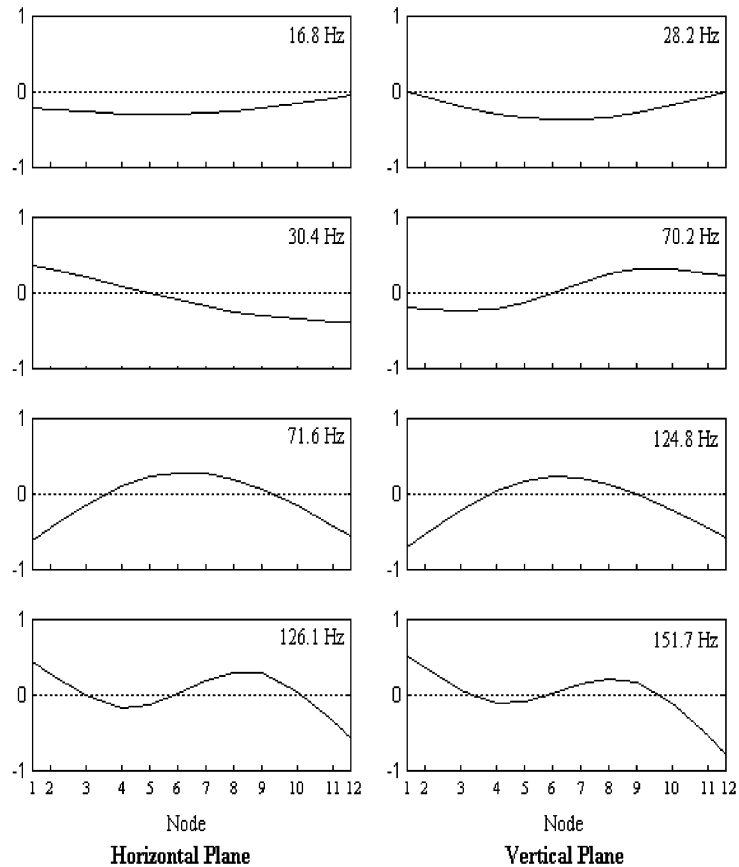 1
0
-1
16.8 Hz
1
0
-1
28.2 Hz
1
0
-1
30.4 Hz
1
0
-1
70.2 Hz
1
0
-1
71.6 Hz
1
0
-1
124.8 Hz
1
0
-1
126.1 Hz
1 2 3 4 5 6 7 8 9 10 11 12
Node
Horizontal Plane
1
0
-1
151.7 Hz
1 2 3 4 5 6 7 8 9 10 11 12
Node
Vertical Plane